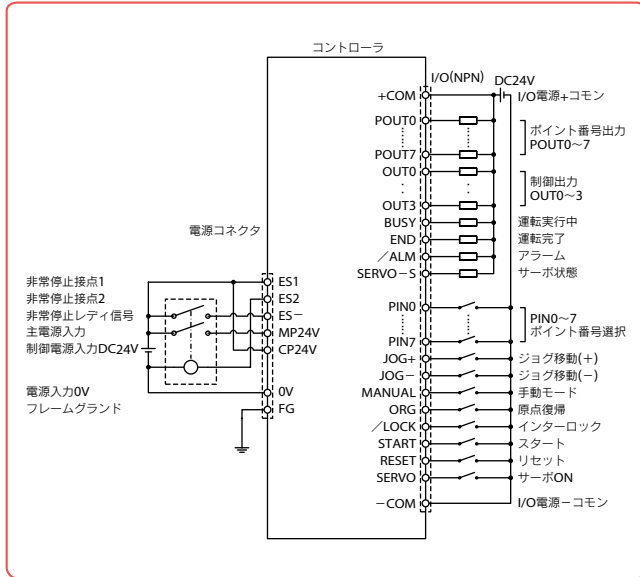 コントローラ
I/O(NPN)
DC24V
+COM
I/O電源+コモン
POUT0
POUT7
ポイント番号出力
POUT0~7
OUT0
OUT3
制御出力
OUT0~3
BUSY
運転実行中
END
運転完了
/ALM
アラーム
SERVO-S
サーボ状態
電源コネクタ
非常停止接点1
ES1
非常停止接点2
ES2
非常停止レディ信号
ES-
主電源入力
MP24V
制御電源入力DC24V
CP24V
電源入力0V
0V
フレームグランド
FG
PIN0
PIN7
PIN0~7
ポイント番号選択
JOG+
ジョグ移動(+)
JOG-
ジョグ移動(-)
MANUAL
手動モード
ORG
原点復帰
/LOCK
インターロック
START
スタート
RESET
リセット
SERVO
サーボON
-COM
I/O電源-コモン